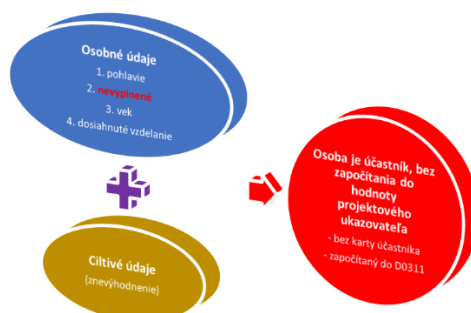 Osobné údaje
1. pohlavie
2. nevyplnené
3. vek
4. dosiahnuté vzdelanie
Citlivé údaje
(znevýhodnenie)
Osoba je účastník, bez
započítania do
hodnoty
projektového
ukazovateľa
- bez karty účastníka
- započítaný do D0311